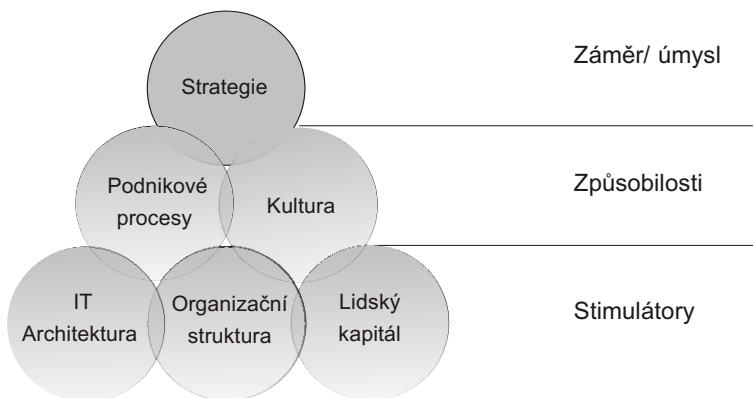 Záměr/ úmysl
Strategie
Způsobilosti
Podnikové
procesy
Kultura
Stimulátory
IT
Architektura
Organizační
struktura
Lidský
kapitál